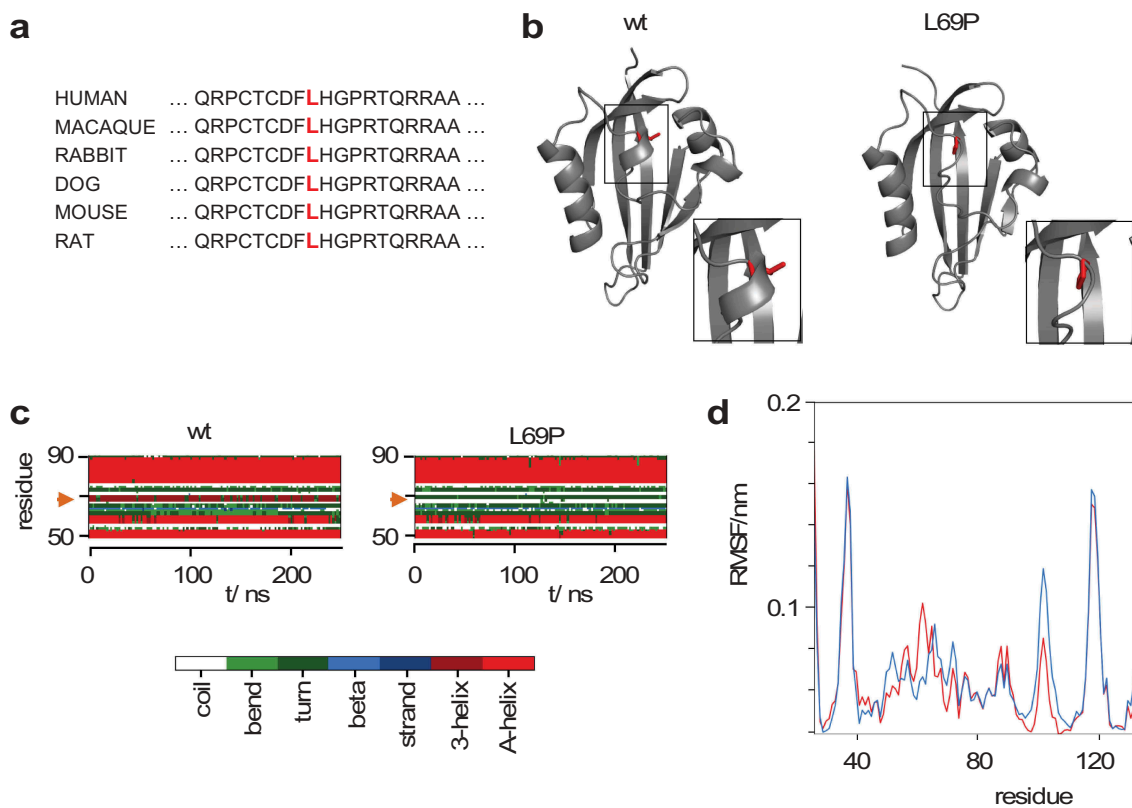 a
HUMAN ... QRPCTCDFLHGPRTQRRAA ...
MACAQUE ... QRPCTCDFLHGPRTQRRAA ...
RABBIT ... QRPCTCDFLHGPRTQRRAA ...
DOG ... QRPCTCDFLHGPRTQRRAA ...
MOUSE ... QRPCTCDFLHGPRTQRRAA ...
RAT ... QRPCTCDFLHGPRTQRRAA ...
b
wt
L69P
c
wt
L69P
residue
90
50
0 100 200
t/ ns
90
50
0 100 200
t/ ns
coil
bend
turn
beta
strand
3-helix
A-helix
d
0.2
0.1
RMSF/nm
40 80 120
residue